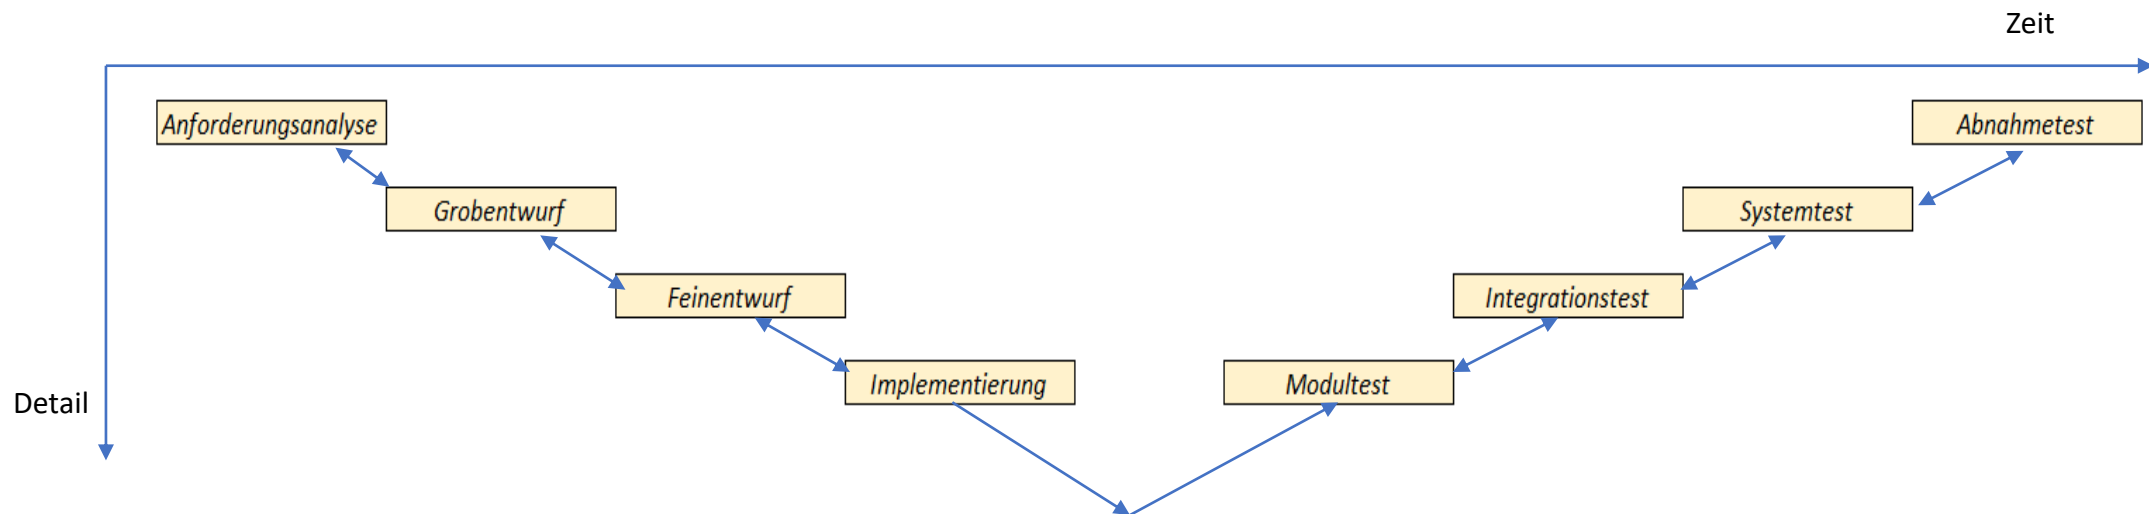 Zeit
Anforderungsanalyse
Abnahmetest
Grobentwurf
Systemtest
Feinentwurf
Integrationstest
Implementierung
Modultest
Detail